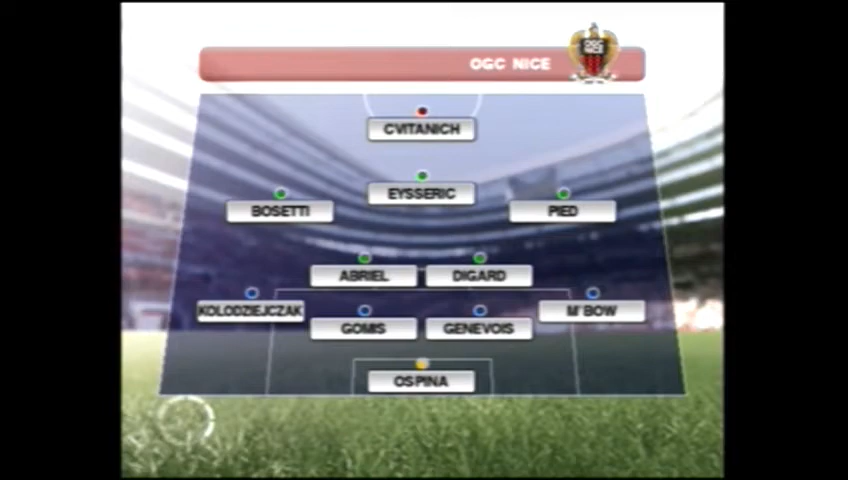 OGC NICE
CVITANICH
EYSSERIC
BOSETTI
PIED
ABRIEL
DIGARD
KOLODZIEJCZAK
M'BOW
GOMIS
GENEVOIS
OSPINA